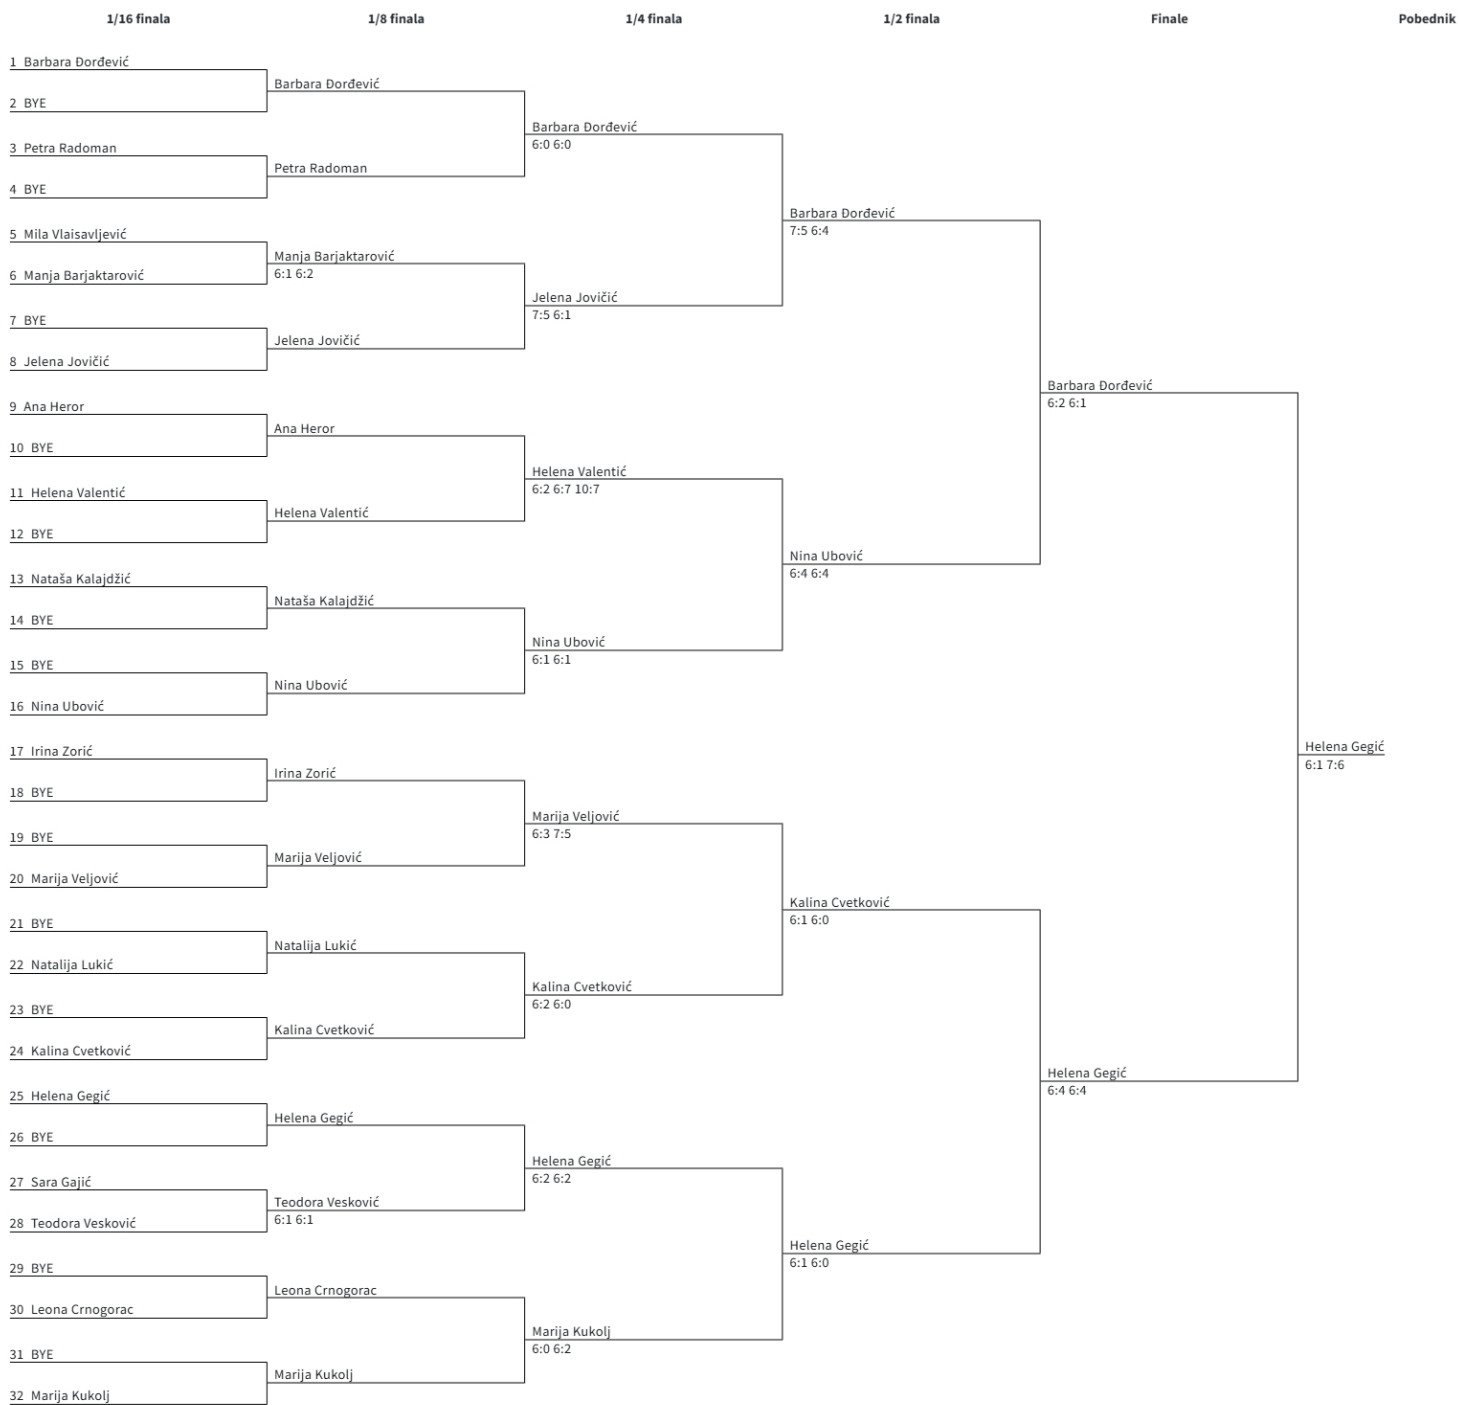 1/16 finala
1/8 finala
1/4 finala
1/2 finala
Finale
Pobednik
1 Barbara Đorđević
2 BYE
3 Petra Radoman
4 BYE
5 Mila Vlaisavljević
6 Manja Barjaktarović
7 BYE
8 Jelena Jovičić
9 Ana Heror
10 BYE
11 Helena Valentić
12 BYE
13 Nataša Kalajdžić
14 BYE
15 BYE
16 Nina Ubović
17 Irina Zorić
18 BYE
19 BYE
20 Marija Veljović
21 BYE
22 Natalija Lukić
23 BYE
24 Kalina Cvetković
25 Helena Gegić
26 BYE
27 Sara Gajić
28 Teodora Vesković
29 BYE
30 Leona Crnogorac
31 BYE
32 Marija Kukolj
Barbara Đorđević
Petra Radoman
Manja Barjaktarović
6:1 6:2
Jelena Jovičić
Ana Heror
Helena Valentić
Nataša Kalajdžić
Nina Ubović
Irina Zorić
Marija Veljović
Natalija Lukić
Kalina Cvetković
Helena Gegić
Teodora Vesković
6:1 6:1
Leona Crnogorac
Marija Kukolj
Barbara Đorđević
6:0 6:0
Jelena Jovičić
7:5 6:1
Helena Valentić
6:2 6:7 10:7
Nina Ubović
6:1 6:1
Marija Veljović
6:3 7:5
Kalina Cvetković
6:2 6:0
Helena Gegić
6:2 6:2
Marija Kukolj
6:0 6:2
Barbara Đorđević
7:5 6:4
Nina Ubović
6:4 6:4
Kalina Cvetković
6:1 6:0
Helena Gegić
6:1 6:0
Barbara Đorđević
6:2 6:1
Helena Gegić
6:4 6:4
Helena Gegić
6:1 7:6